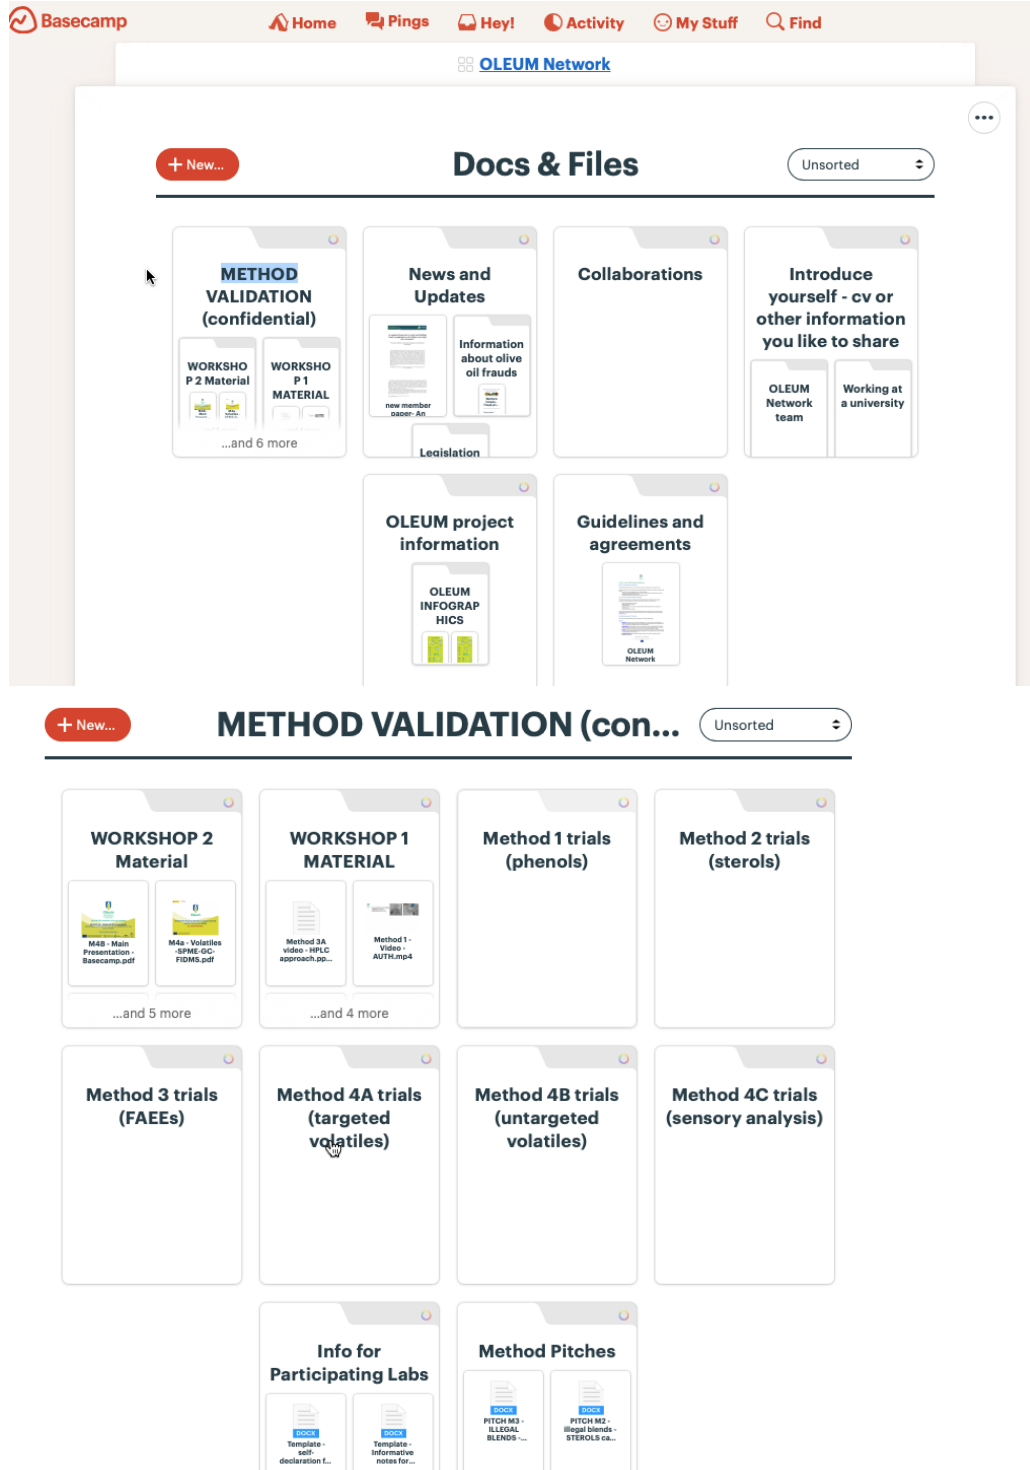 Basecamp
Home
Pings
Hey!
Activity
My Stuff
Find
OLEUM Network
+ New...
Docs & Files
Unsorted
METHOD
VALIDATION
(confidential)
WORKSHO
P 2 Material
WORKSHO
P 1
MATERIAL
...and 6 more
News and
Updates
new member
paper- An
Information
about olive
oil frauds
Legislation
Collaborations
Introduce
yourself - cv or
other information
you like to share
OLEUM
Network
team
Working at
a university
OLEUM project
information
OLEUM
INFOGRAP
HICS
Guidelines and
agreements
OLEUM
Network
+ New...
METHOD VALIDATION (con...
Unsorted
WORKSHOP 2
Material
M4B - Main
Presentation -
Basecamp.pdf
M4a - Volatiles
-SPME-GC-
FIDMS.pdf
...and 5 more
WORKSHOP 1
MATERIAL
Method 3A
video - HPLC
approach.pp...
Method 1 -
Video -
AUTH.mp4
...and 4 more
Method 1 trials
(phenols)
Method 2 trials
(sterols)
Method 3 trials
(FAEEs)
Method 4A trials
(targeted
volatiles)
Method 4B trials
(untargeted
volatiles)
Method 4C trials
(sensory analysis)
Info for
Participating Labs
DOCX
Template -
self-
declaration f...
DOCX
Template -
Informative
notes for...
Method Pitches
DOCX
PITCH M3 -
ILLEGAL
BLENDS -...
DOCX
PITCH M2 -
illegal blends -
STEROLS ca...